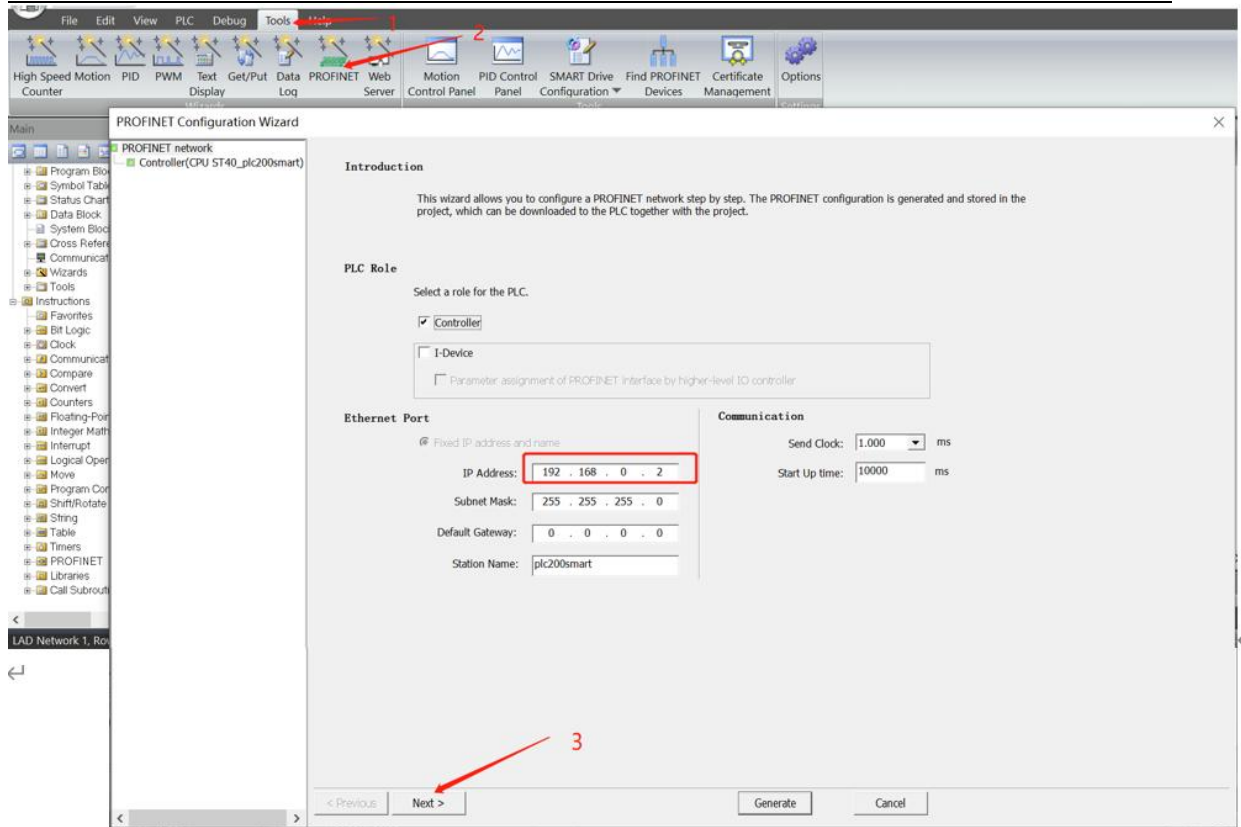 File Edit View PLC Debug Tools Help
1
2
High Speed Counter
Motion
PID
PWM
Text Display
Get/Put
Data Log
PROFINET
Web Server
Motion Control Panel
PID Control Panel
SMART Drive Configuration
Find PROFINET Devices
Certificate Management
Options
Wizards
Tools
Settings
Main
PROFINET Configuration Wizard
PROFINET network
Controller(CPU ST40_plc200smart)
Program Blo
Symbol Tabl
Status Chart
Data Block
System Bloc
Cross Refere
Communicat
Wizards
Tools
Instructions
Favorites
Bit Logic
Clock
Communicat
Compare
Convert
Counters
Floating-Poin
Integer Math
Interrupt
Logical Oper
Move
Program Con
Shift/Rotate
String
Table
Timers
PROFINET
Libraries
Call Subrouti
LAD Network 1, Ro
Introduction
This wizard allows you to configure a PROFINET network step by step. The PROFINET configuration is generated and stored in the
project, which can be downloaded to the PLC together with the project.
PLC Role
Select a role for the PLC.
Controller
I-Device
Parameter assignment of PROFINET interface by higher-level IO controller
Ethernet Port
Fixed IP address and name
IP Address: 192 . 168 . 0 . 2
Subnet Mask: 255 . 255 . 255 . 0
Default Gateway: 0 . 0 . 0 . 0
Station Name: plc200smart
Communication
Send Clock: 1.000 ms
Start Up time: 10000 ms
3
< Previous
Next >
Generate
Cancel